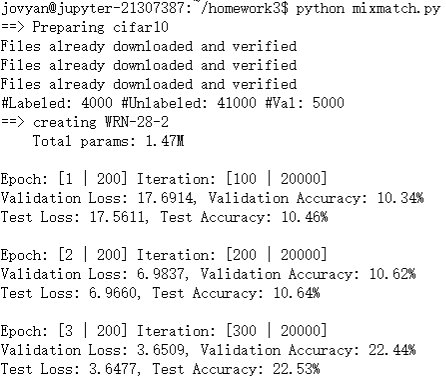 jovyan@jupyter-21307387:~/homework3$ python mixmatch.py
==> Preparing cifar10
Files already downloaded and verified
Files already downloaded and verified
Files already downloaded and verified
#Labeled: 4000 #Unlabeled: 41000 #Val: 5000
==> creating WRN-28-2
Total params: 1.47M
Epoch: [1 | 200] Iteration: [100 | 20000]
Validation Loss: 17.6914, Validation Accuracy: 10.34%
Test Loss: 17.5611, Test Accuracy: 10.46%
Epoch: [2 | 200] Iteration: [200 | 20000]
Validation Loss: 6.9837, Validation Accuracy: 10.62%
Test Loss: 6.9660, Test Accuracy: 10.64%
Epoch: [3 | 200] Iteration: [300 | 20000]
Validation Loss: 3.6509, Validation Accuracy: 22.44%
Test Loss: 3.6477, Test Accuracy: 22.53%